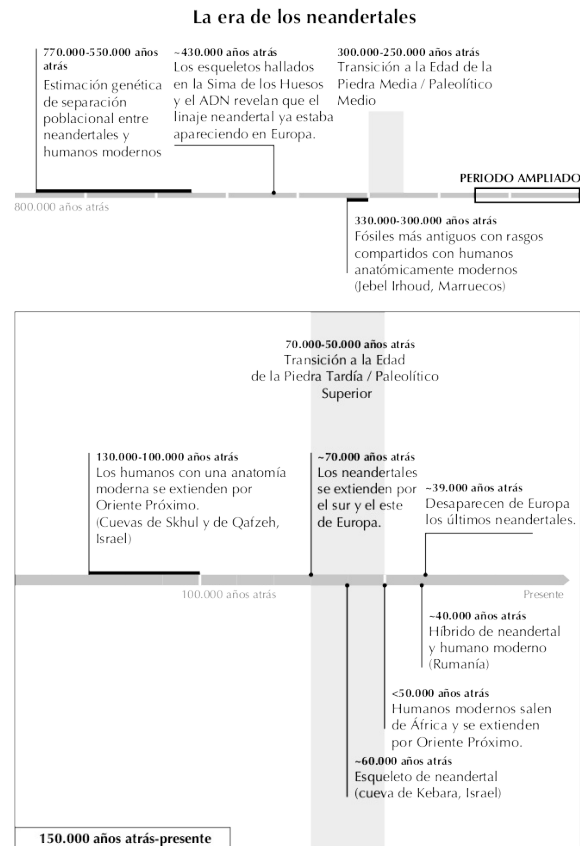 La era de los neandertales
770.000-550.000 años
atrás
Estimación genética
de separación
poblacional entre
neandertales y
humanos modernos
~430.000 años atrás
Los esqueletos hallados
en la Sima de los Huesos
y el ADN revelan que el
linaje neandertal ya estaba
apareciendo en Europa.
300.000-250.000 años atrás
Transición a la Edad de la
Piedra Media / Paleolítico
Medio
PERIODO AMPLIADO
800.000 años atrás
330.000-300.000 años atrás
Fósiles más antiguos con rasgos
compartidos con humanos
anatómicamente modernos
(Jebel Irhoud, Marruecos)
70.000-50.000 años atrás
Transición a la Edad
de la Piedra Tardía / Paleolítico
Superior
130.000-100.000 años atrás
Los humanos con una anatomía
moderna se extienden por
Oriente Próximo.
(Cuevas de Skhul y de Qafzeh,
Israel)
~70.000 años atrás
Los neandertales
se extienden por
el sur y el este
de Europa.
~39.000 años atrás
Desaparecen de Europa
los últimos neandertales.
100.000 años atrás
Presente
~40.000 años atrás
Híbrido de neandertal
y humano moderno
(Rumanía)
<50.000 años atrás
Humanos modernos salen
de África y se extienden
por Oriente Próximo.
~60.000 años atrás
Esqueleto de neandertal
(cueva de Kebara, Israel)
150.000 años atrás-presente